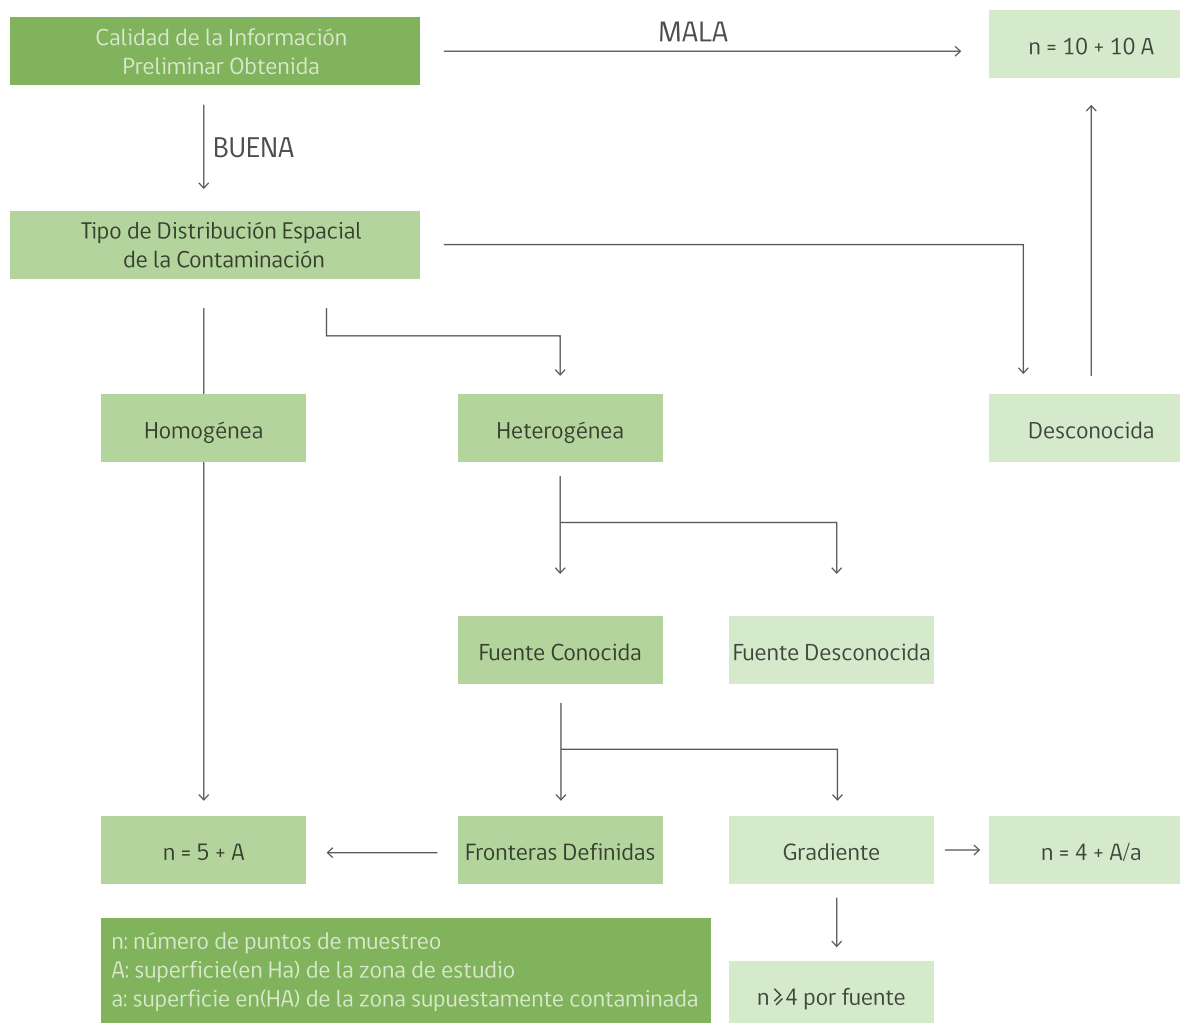 Calidad de la Información
Preliminar Obtenida
MALA
n = 10 + 10 A
BUENA
Tipo de Distribución Espacial
de la Contaminación
Homogénea
Heterogénea
Desconocida
Fuente Conocida
Fuente Desconocida
n = 5 + A
Fronteras Definidas
Gradiente
n = 4 + A/a
n: número de puntos de muestreo
A: superficie(en Ha) de la zona de estudio
a: superficie en(HA) de la zona supuestamente contaminada
n⩾4 por fuente